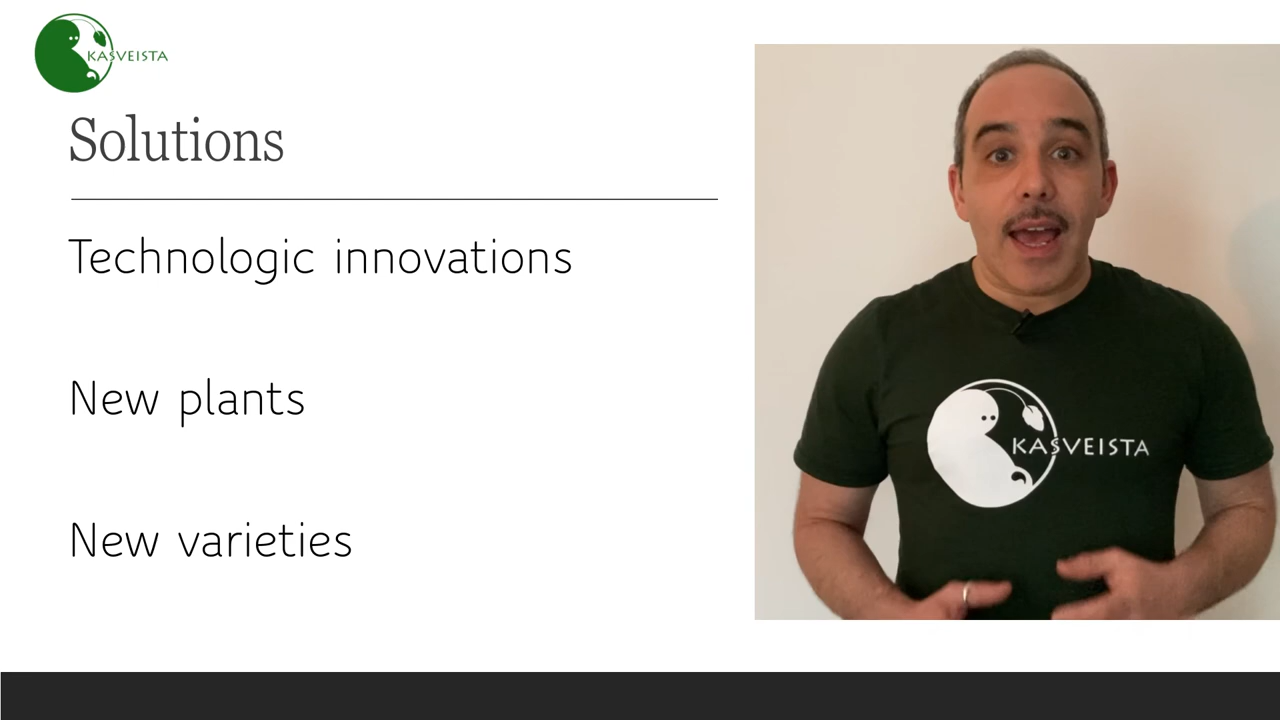 KASVEISTA
Solutions
Technologic innovations
New plants
New varieties
KASVEISTA